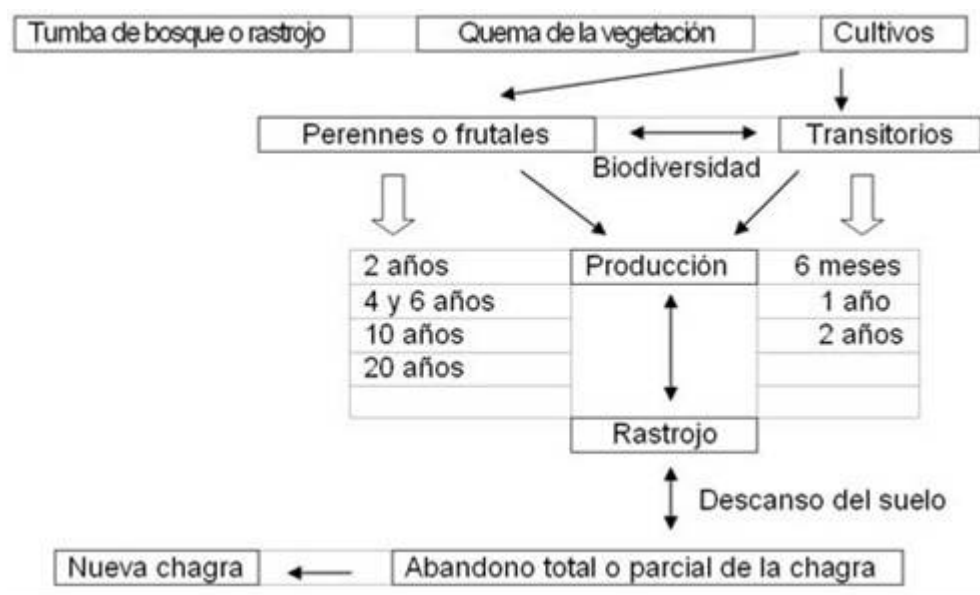 Tumba de bosque o rastrojo
Quema de la vegetación
Cultivos
Perennes o frutales
Transitorios
Biodiversidad
2 años
Producción
6 meses
4 y 6 años
1 año
10 años
2 años
20 años
Rastrojo
Descanso del suelo
Nueva chagra
Abandono total o parcial de la chagra